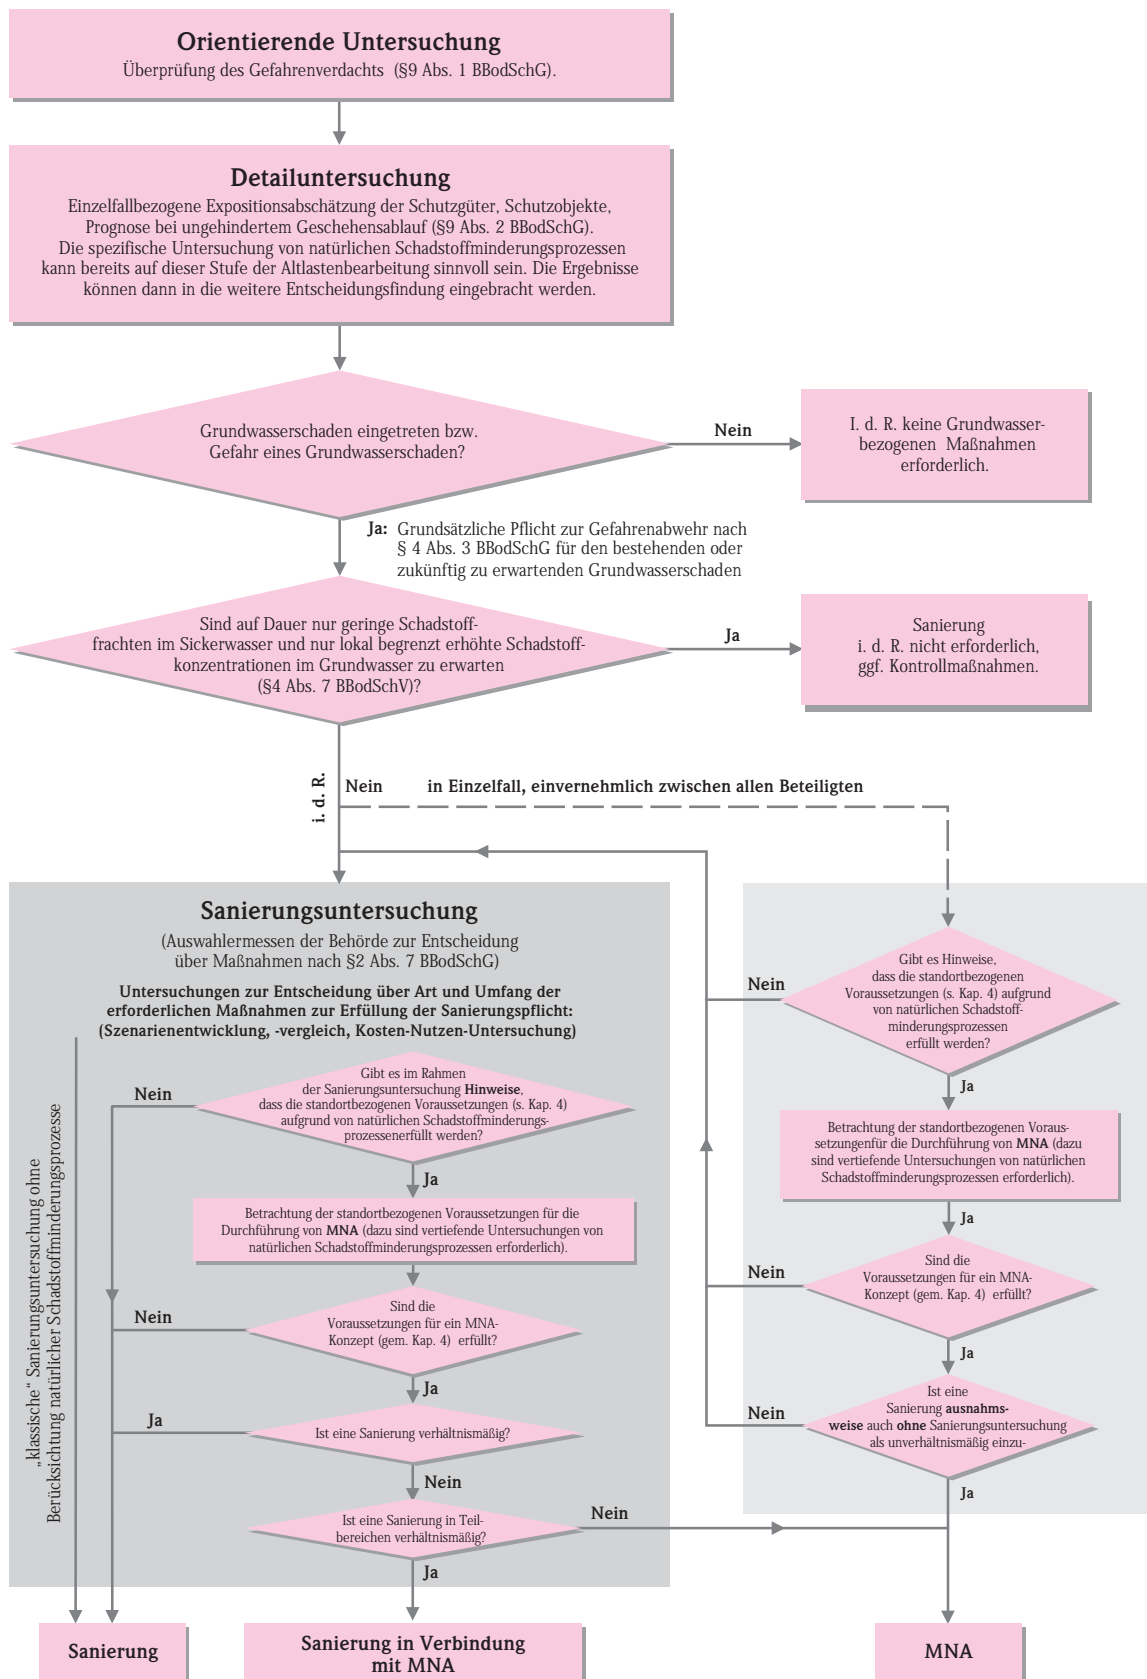 Orientierende Untersuchung
Überprüfung des Gefahrenverdachts (§9 Abs. 1 BBodSchG).
Detailuntersuchung
Einzelfallbezogene Expositionsabschätzung der Schutzgüter, Schutzobjekte,
Prognose bei ungehindertem Geschehensablauf (§9 Abs. 2 BBodSchG).
Die spezifische Untersuchung von natürlichen Schadstoffminderungsprozessen
kann bereits auf dieser Stufe der Altlastenbearbeitung sinnvoll sein. Die Ergebnisse
können dann in die weitere Entscheidungsfindung eingebracht werden.
Grundwasserschaden eingetreten bzw.
Gefahr eines Grundwasserschaden?
Nein
I. d. R. keine Grundwasser-
bezogenen Maßnahmen
erforderlich.
Ja: Grundsätzliche Pflicht zur Gefahrenabwehr nach
§ 4 Abs. 3 BBodSchG für den bestehenden oder
zukünftig zu erwartenden Grundwasserschaden
Sind auf Dauer nur geringe Schadstoff-
frachten im Sickerwasser und nur lokal begrenzt erhöhte Schadstoff-
konzentrationen im Grundwasser zu erwarten
(§4 Abs. 7 BBodSchV)?
Ja
Sanierung
i. d. R. nicht erforderlich,
ggf. Kontrollmaßnahmen.
i. d. R.
Nein
in Einzelfall, einvernehmlich zwischen allen Beteiligten
Sanierungsuntersuchung
(Auswahlermessen der Behörde zur Entscheidung
über Maßnahmen nach §2 Abs. 7 BBodSchG)
Untersuchungen zur Entscheidung über Art und Umfang der
erforderlichen Maßnahmen zur Erfüllung der Sanierungspflicht:
(Szenarienentwicklung, -vergleich, Kosten-Nutzen-Untersuchung)
„klassische“ Sanierungsuntersuchung ohne
Berücksichtung natürlicher Schadstoffminderungsprozesse
Nein
Gibt es im Rahmen
der Sanierungsuntersuchung Hinweise,
dass die standortbezogenen Voraussetzungen (s. Kap. 4)
aufgrund von natürlichen Schadstoffminderungs-
prozessenerfüllt werden?
Ja
Betrachtung der standortbezogenen Voraussetzungen für die
Durchführung von MNA (dazu sind vertiefende Untersuchungen von
natürlichen Schadstoffminderungsprozessen erforderlich).
Nein
Sind die
Voraussetzungen für ein MNA-
Konzept (gem. Kap. 4) erfüllt?
Ja
Ja
Ist eine Sanierung verhältnismäßig?
Nein
Ist eine Sanierung in Teil-
bereichen verhältnismäßig?
Nein
Ja
Nein
Gibt es Hinweise,
dass die standortbezogenen
Voraussetzungen (s. Kap. 4) aufgrund
von natürlichen Schadstoff-
minderungsprozessen
erfüllt werden?
Ja
Betrachtung der standortbezogenen Voraus-
setzungenfür die Durchführung von MNA (dazu
sind vertiefende Untersuchungen von natürlichen
Schadstoffminderungsprozessen erforderlich).
Ja
Nein
Sind die
Voraussetzungen für ein MNA-
Konzept (gem. Kap. 4) erfüllt?
Ja
Nein
Ist eine
Sanierung ausnahms-
weise auch ohne Sanierungsuntersuchung
als unverhältnismäßig einzu-
Ja
Sanierung
Sanierung in Verbindung
mit MNA
MNA